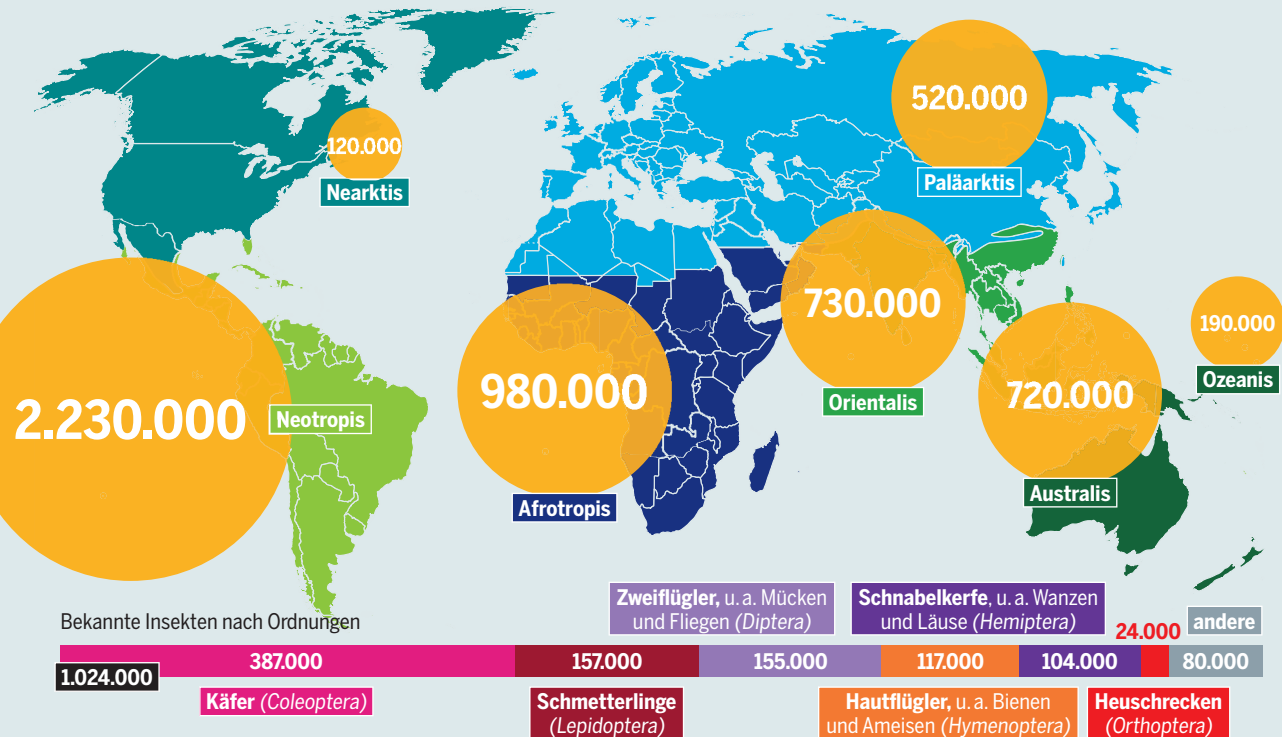 520.000
Paläarktis
120.000
Nearktis
730.000
Orientalis
190.000
Ozeanis
2.230.000
Neotropis
980.000
Afrotropis
720.000
Australis
Bekannte Insekten nach Ordnungen
1.024.000
387.000
Käfer (Coleoptera)
157.000
Schmetterlinge
(Lepidoptera)
Zweiflügler, u. a. Mücken
und Fliegen (Diptera)
155.000
117.000
Hautflügler, u. a. Bienen
und Ameisen (Hymenoptera)
Schnabelkerfe, u. a. Wanzen
und Läuse (Hemiptera)
104.000
24.000
Heuschrecken
(Orthoptera)
andere
80.000